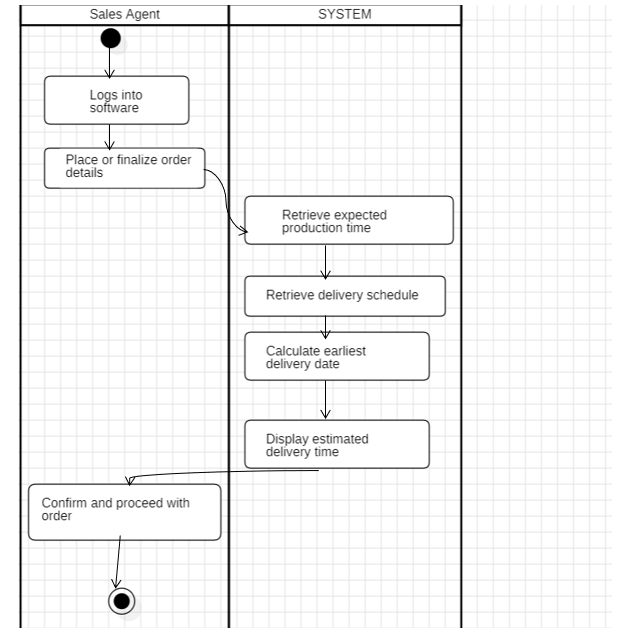 Sales Agent
SYSTEM
Logs into
software
Place or finalize order
details
Retrieve expected
production time
Retrieve delivery schedule
Calculate earliest
delivery date
Display estimated
delivery time
Confirm and proceed with
order